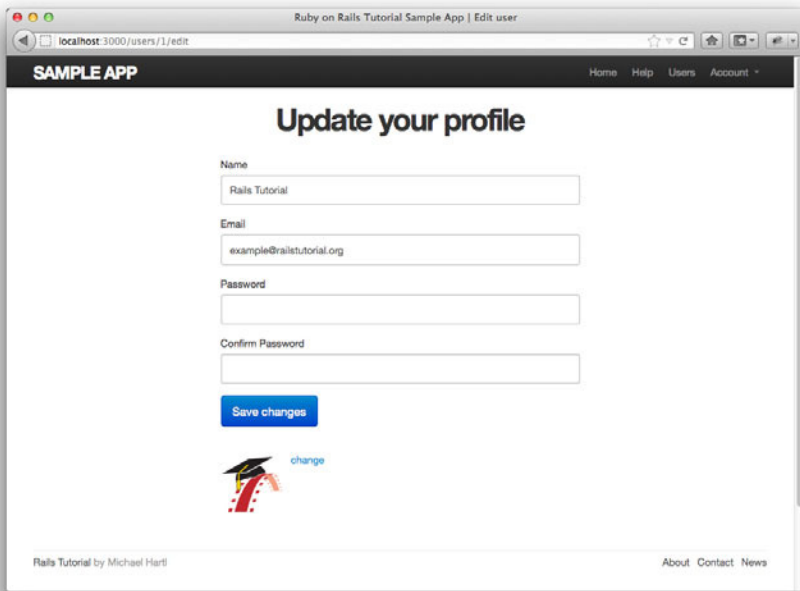 Ruby on Rails Tutorial Sample App | Edit user
localhost:3000/users/1/edit
SAMPLE APP
Home Help Users Account
Update your profile
Name
Rails Tutorial
Email
example@railstutorial.org
Password
Confirm Password
Save changes
change
Rails Tutorial by Michael Hartl
About Contact News